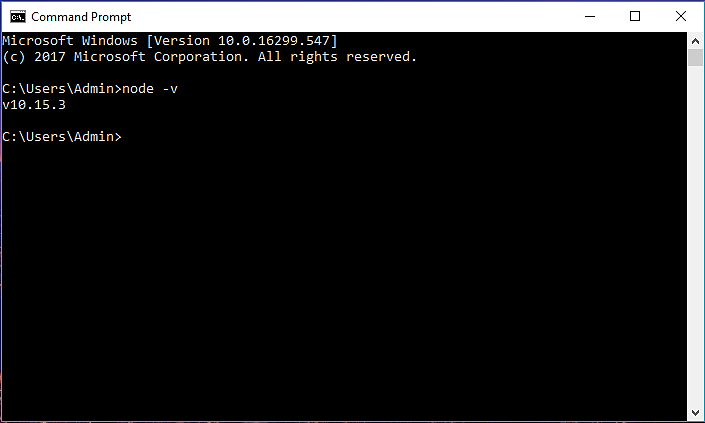 Command Prompt
Microsoft Windows [Version 10.0.16299.547]
(c) 2017 Microsoft Corporation. All rights reserved.
C:\Users\Admin>node -v
v10.15.3
C:\Users\Admin>